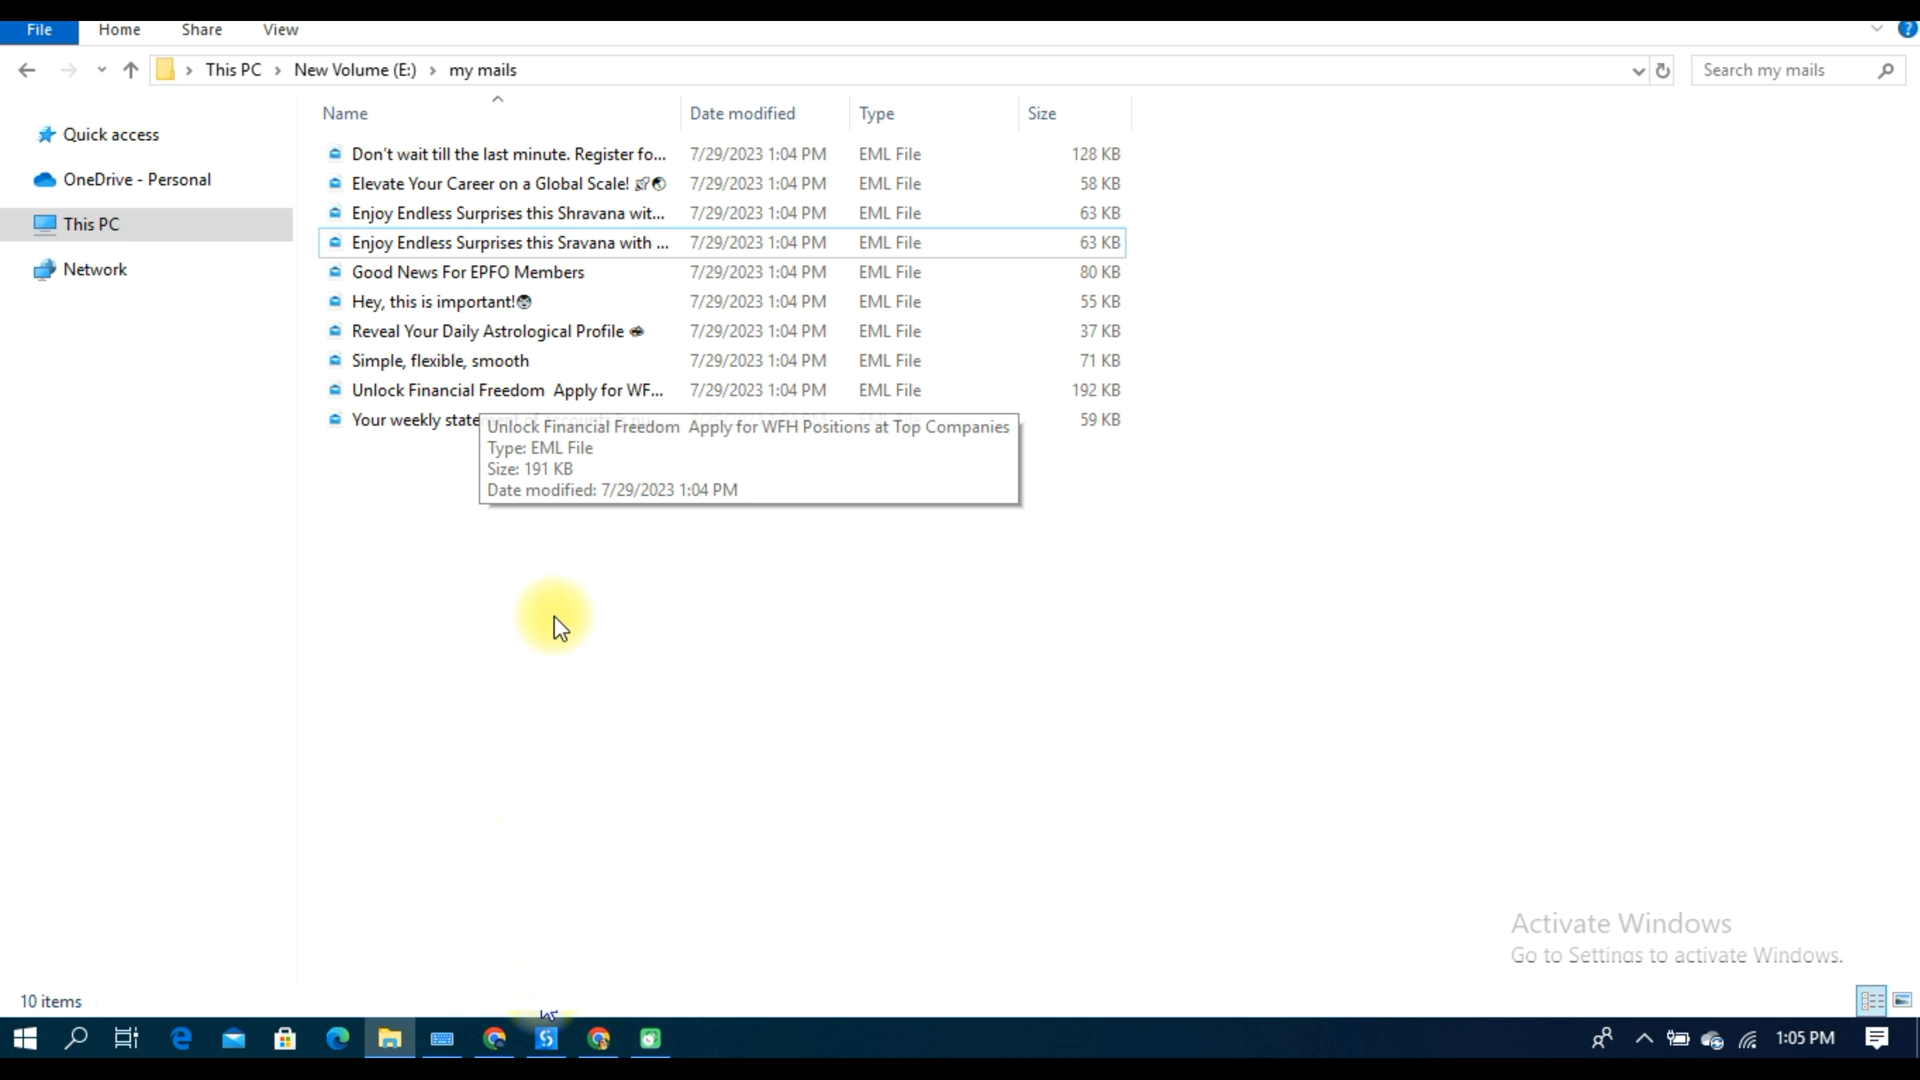 File Home Share View
This PC New Volume (E:) my mails
Search my mails
Quick access
OneDrive - Personal
This PC
Network
Name Date modified Type Size
Don't wait till the last minute. Register fo... 7/29/2023 1:04 PM EML File 128 KB
Elevate Your Career on a Global Scale! 7/29/2023 1:04 PM EML File 58 KB
Enjoy Endless Surprises this Shravana wit... 7/29/2023 1:04 PM EML File 63 KB
Enjoy Endless Surprises this Sravana with ... 7/29/2023 1:04 PM EML File 63 KB
Good News For EPFO Members 7/29/2023 1:04 PM EML File 80 KB
Hey, this is important! 7/29/2023 1:04 PM EML File 55 KB
Reveal Your Daily Astrological Profile 7/29/2023 1:04 PM EML File 37 KB
Simple, flexible, smooth 7/29/2023 1:04 PM EML File 71 KB
Unlock Financial Freedom Apply for WF... 7/29/2023 1:04 PM EML File 192 KB
Your weekly state 59 KB
Unlock Financial Freedom Apply for WFH Positions at Top Companies
Type: EML File
Size: 191 KB
Date modified: 7/29/2023 1:04 PM
Activate Windows
Go to Settings to activate Windows.
10 items
1:05 PM